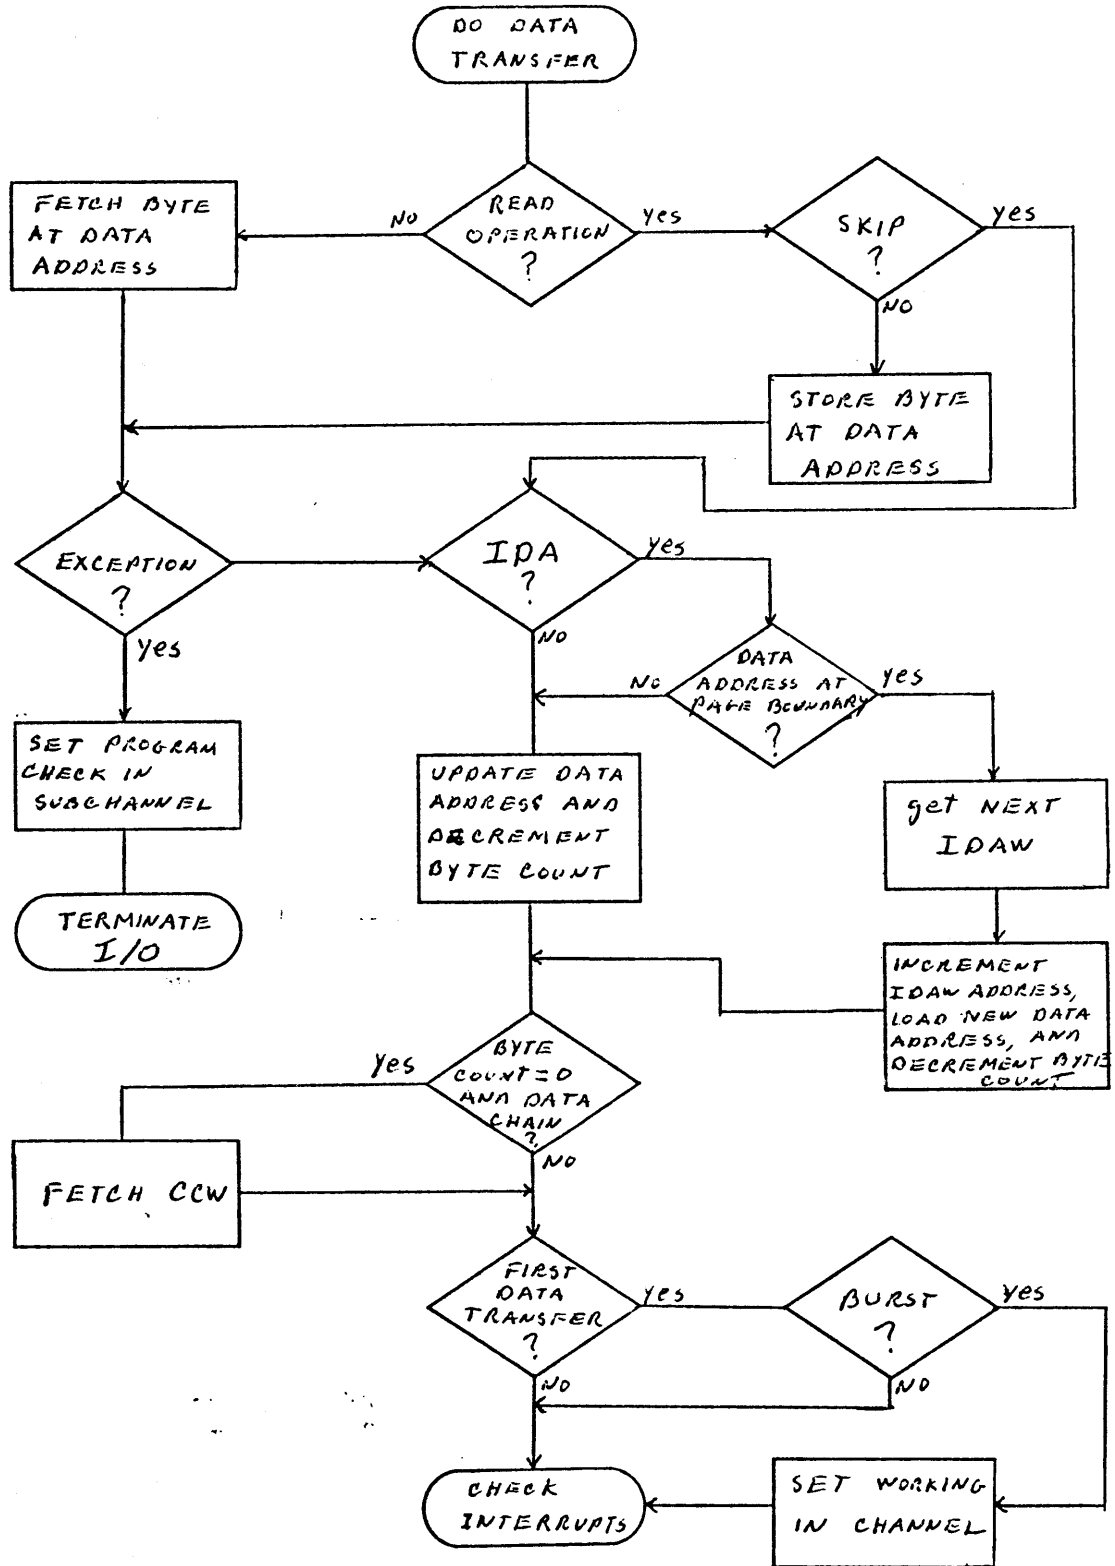 DO DATA
TRANSFER
FETCH BYTE
AT DATA
ADDRESS
NO
READ
OPERATION
?
yes
SKIP
?
yes
NO
STORE BYTE
AT DATA
ADDRESS
EXCEPTION
?
yes
IDA
?
yes
NO
DATA
ADDRESS AT
PAGE BOUNDARY
?
NO
yes
SET PROGRAM
CHECK IN
SUBCHANNEL
UPDATE DATA
ADDRESS AND
DECREMENT
BYTE COUNT
get NEXT
IDAW
TERMINATE
I/O
INCREMENT
IDAW ADDRESS,
LOAD NEW DATA
ADDRESS, AND
DECREMENT BYTE
COUNT
yes
BYTE
COUNT=0
AND DATA
CHAIN
?
NO
FETCH CCW
FIRST
DATA
TRANSFER
?
yes
BURST
?
yes
NO
NO
CHECK
INTERRUPTS
SET WORKING
IN CHANNEL